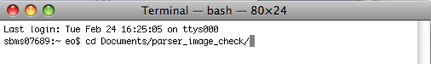 Terminal — bash — 80×24
Last login: Tue Feb 24 16:25:05 on ttys000
sbms07689:~ eo$ cd Documents/parser_image_check/